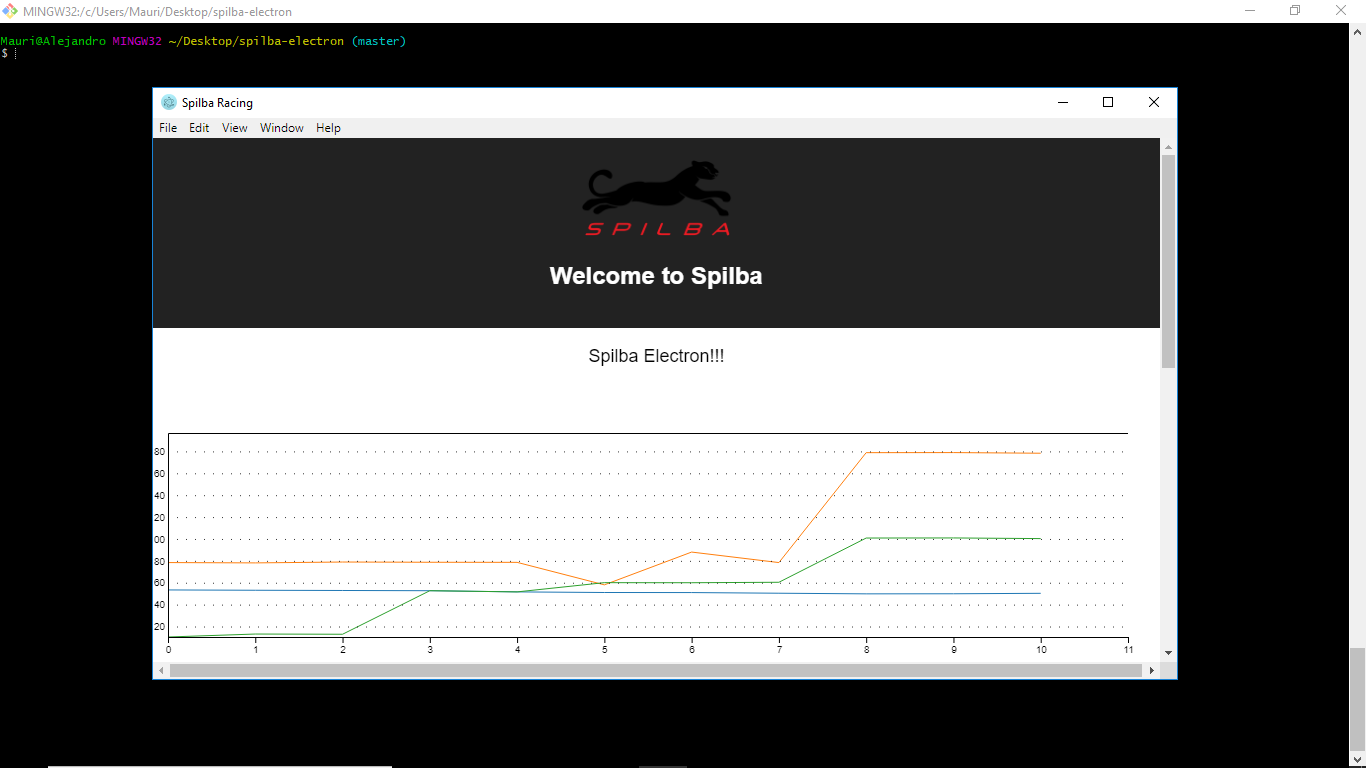 MINGW32:/c/Users/Mauri/Desktop/spilba-electron
Mauri@Alejandro MINGW32 ~/Desktop/spilba-electron (master)
$
Spilba Racing
File Edit View Window Help
SPILBA
Welcome to Spilba
Spilba Electron!!!
80
60
40
20
00
80
60
40
20
0 1 2 3 4 5 6 7 8 9 10 11